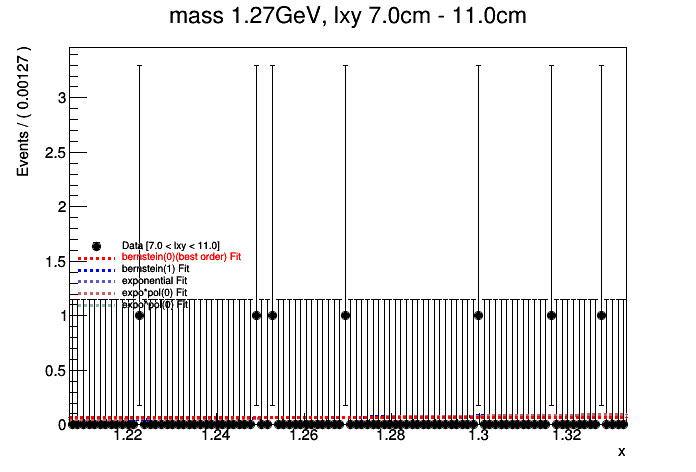 mass 1.27GeV, lxy 7.0cm - 11.0cm
Events / ( 0.00127 )
3
2.5
2
1.5
1
0.5
0
Data [7.0 < lxy < 11.0]
bernstein(0)(best order) Fit
bernstein(1) Fit
exponential Fit
expo*pol(0) Fit
expo*pol(0) Fit
1.22 1.24 1.26 1.28 1.3 1.32
x